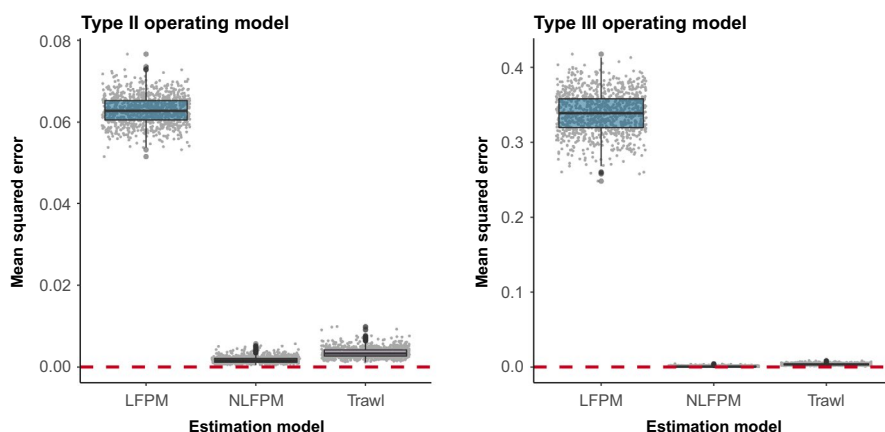 Type II operating model
0.08
0.06
0.04
0.02
0.00
Mean squared error
LFPM NLFPM Trawl
Estimation model
Type III operating model
0.4
0.3
0.2
0.1
0.0
Mean squared error
LFPM NLFPM Trawl
Estimation model